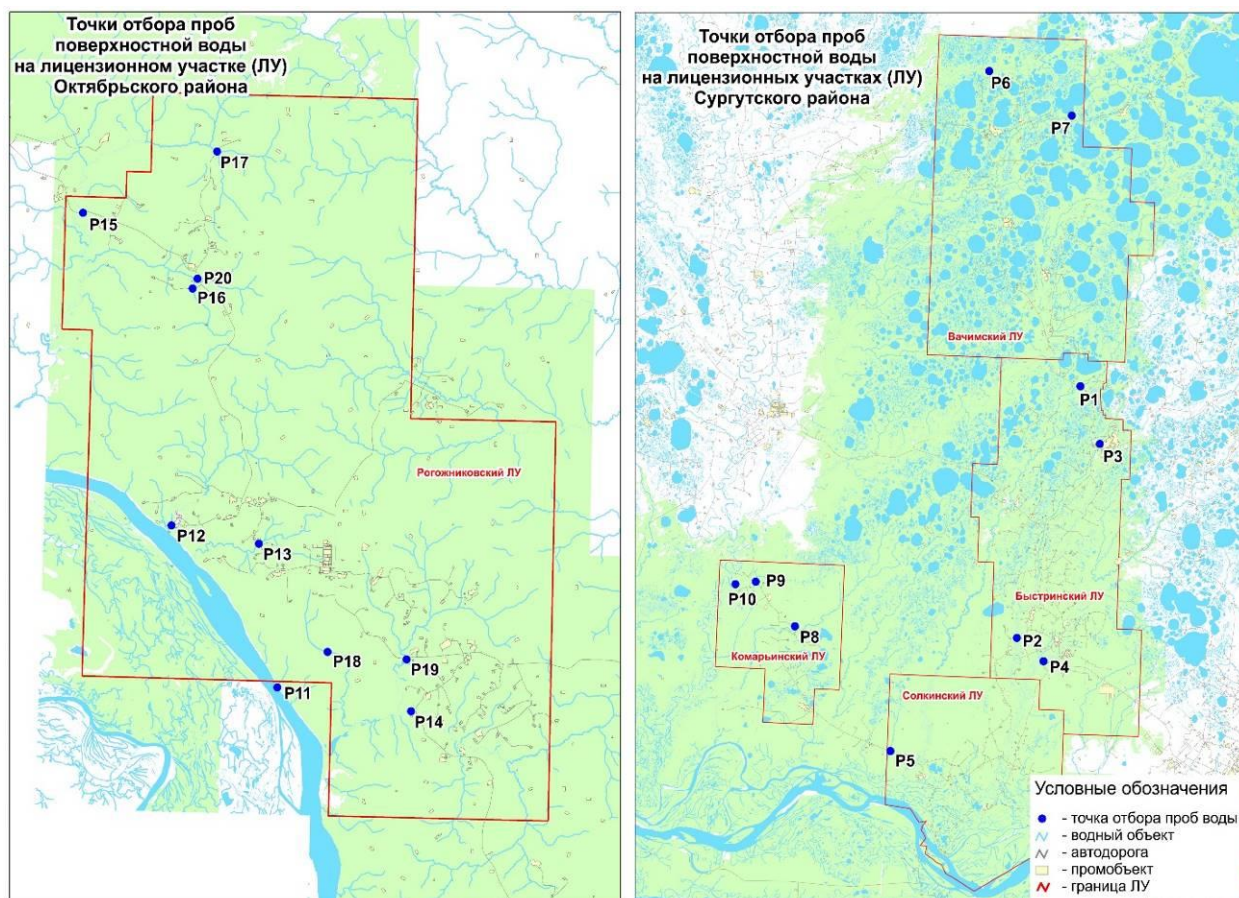 Точки отбора проб
поверхностной воды
на лицензионном участке (ЛУ)
Октябрьского района
P17
P15
P20
P16
Рогожниковский ЛУ
P12
P13
P18
P19
P11
P14
Точки отбора проб
поверхностной воды
на лицензионных участках (ЛУ)
Сургутского района
P6
P7
Вачимский ЛУ
P1
P3
P9
P10
Быстринский ЛУ
P8
P2
Комарьинский ЛУ
P4
Солкинский ЛУ
P5
Условные обозначения
- точка отбора проб воды
- водный объект
- автодорога
- промобъект
- граница ЛУ